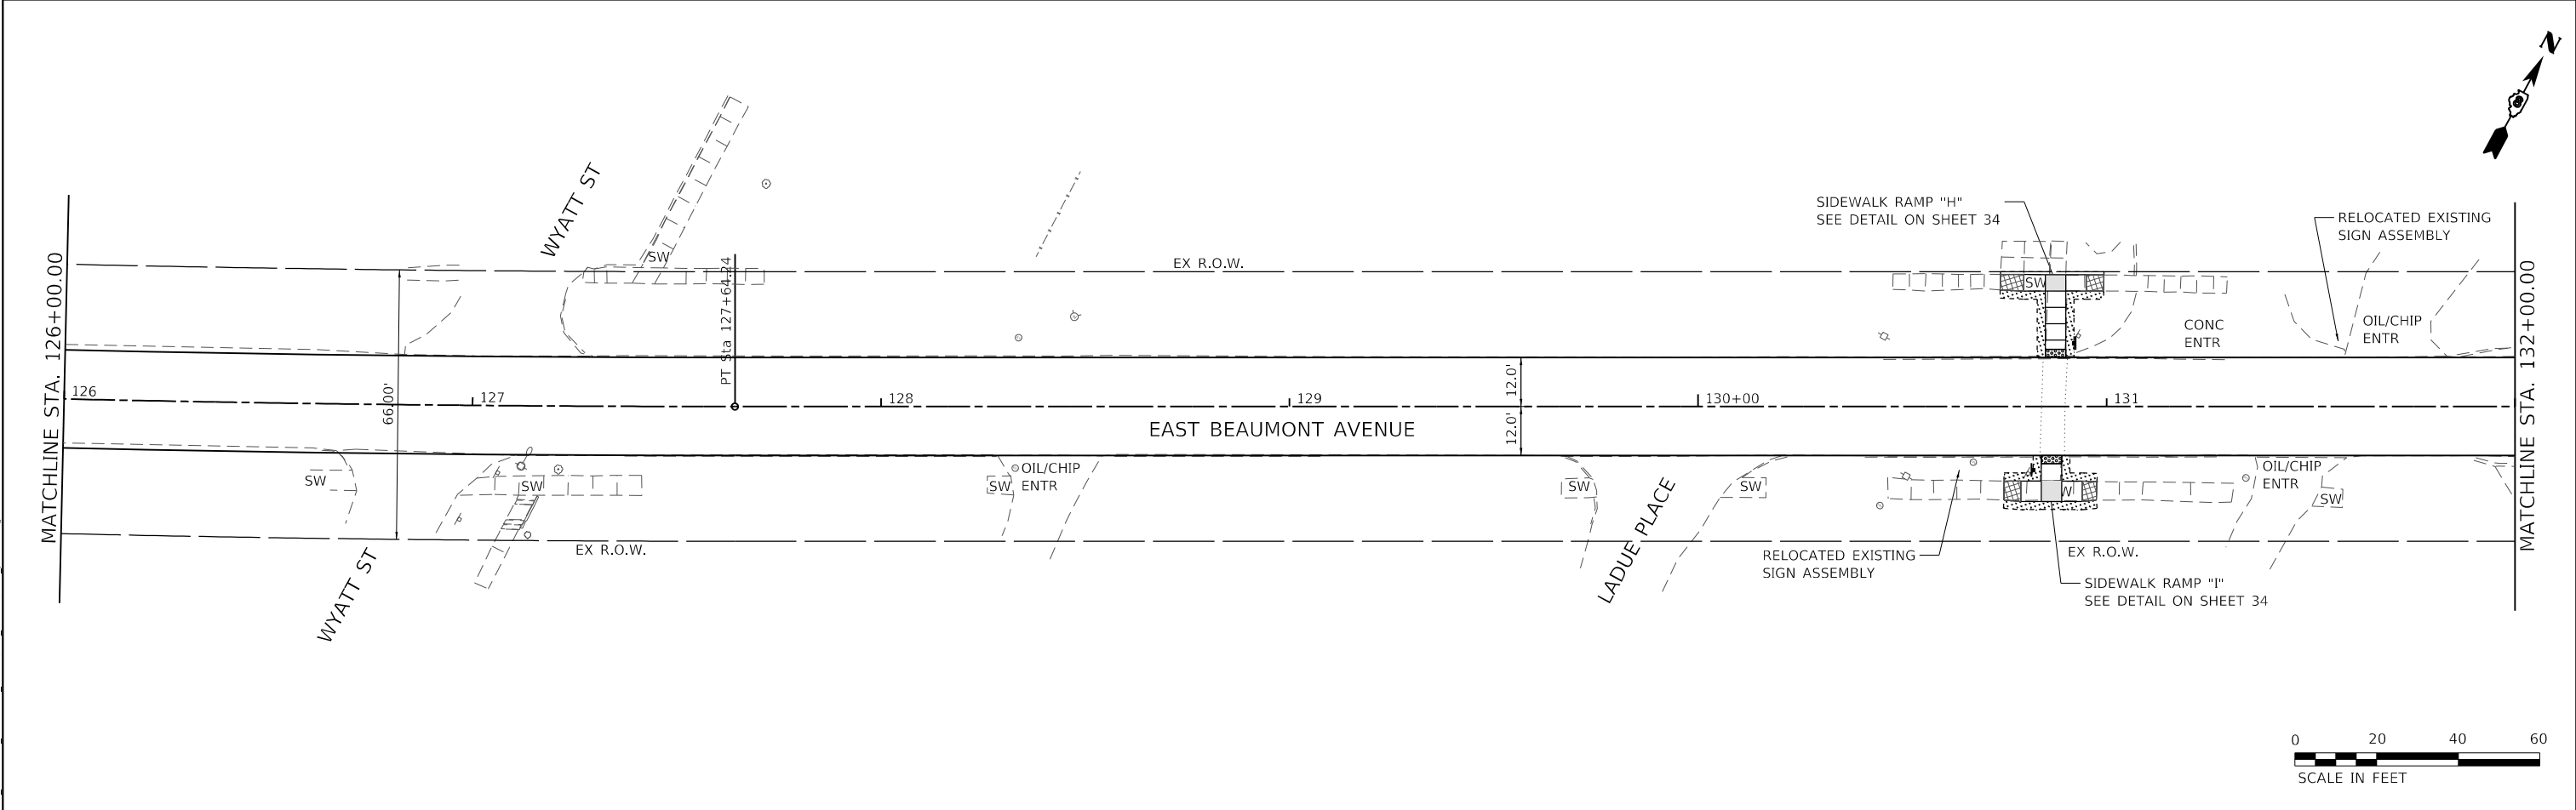 N
WYATT ST
SW
PT Sta 127+64.24
EX R.O.W.
SIDEWALK RAMP "H"
SEE DETAIL ON SHEET 34
RELOCATED EXISTING
SIGN ASSEMBLY
SW
CONC
ENTR
OIL/CHIP
ENTR
MATCHLINE STA. 126+00.00
MATCHLINE STA. 132+00.00
66.00'
12.0'
12.0'
126
127
128
129
130+00
131
EAST BEAUMONT AVENUE
SW
SW
SW
OIL/CHIP
ENTR
SW
SW
W
OIL/CHIP
ENTR
SW
WYATT ST
EX R.O.W.
LADUE PLACE
RELOCATED EXISTING
SIGN ASSEMBLY
EX R.O.W.
SIDEWALK RAMP "I"
SEE DETAIL ON SHEET 34
0 20 40 60
SCALE IN FEET